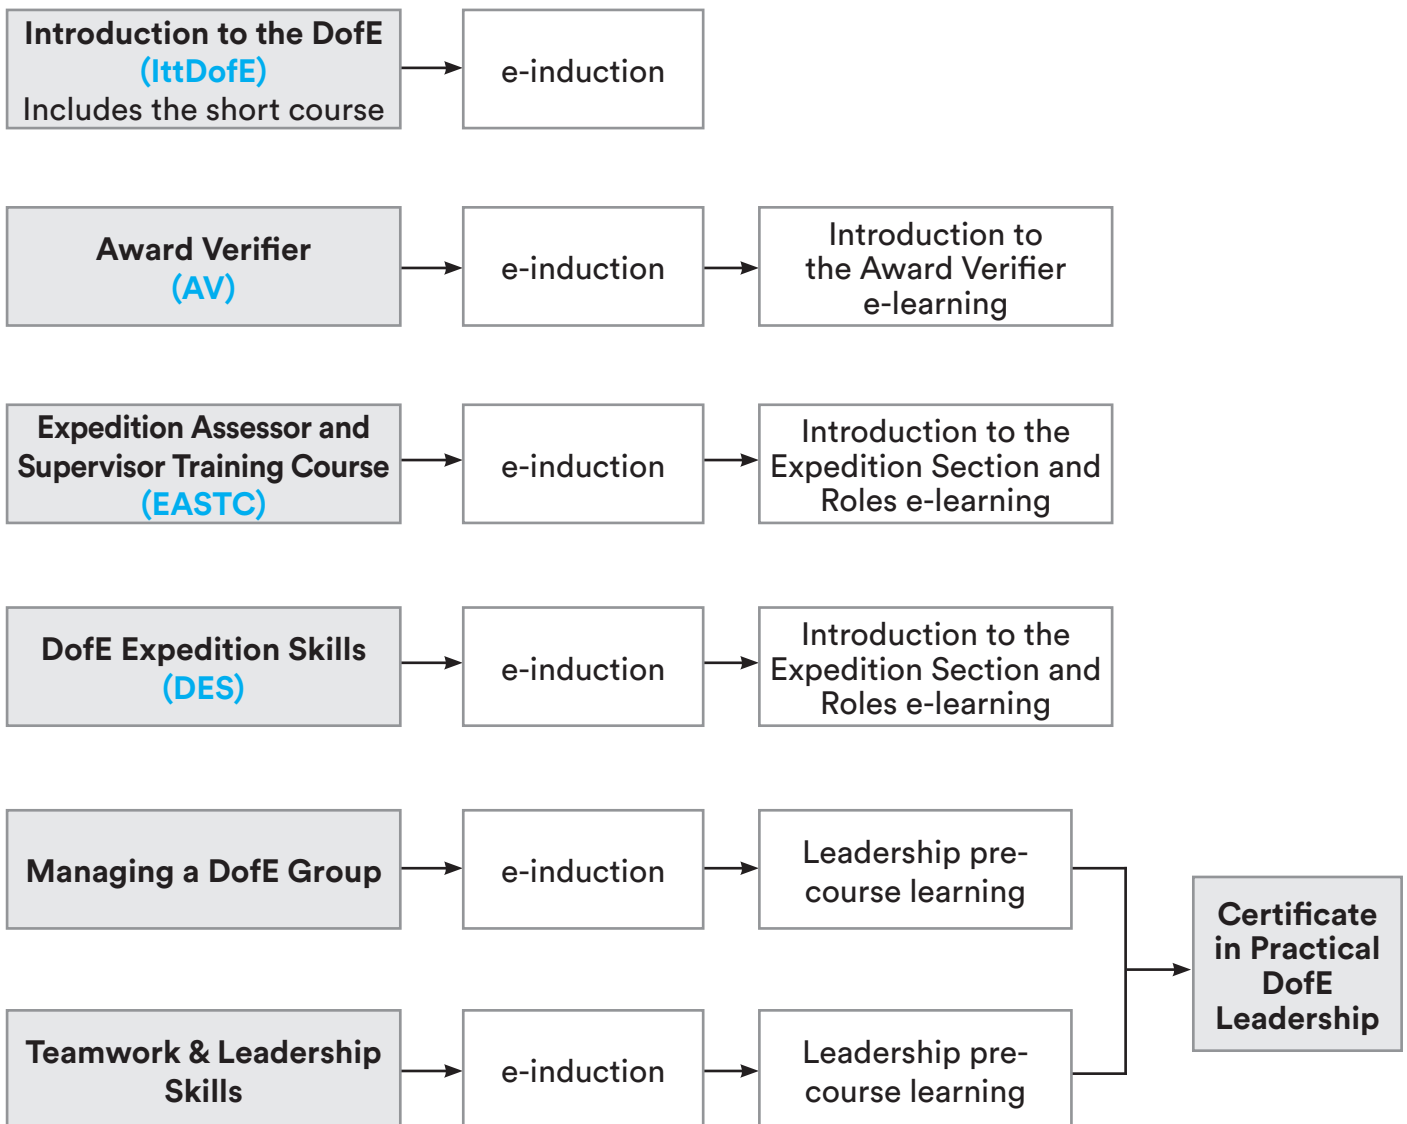 Introduction to the DofE
(IttDofE)
Includes the short course
e-induction
Award Verifier
(AV)
e-induction
Introduction to
the Award Verifier
e-learning
Expedition Assessor and
Supervisor Training Course
(EASTC)
e-induction
Introduction to the
Expedition Section and
Roles e-learning
DofE Expedition Skills
(DES)
e-induction
Introduction to the
Expedition Section and
Roles e-learning
Managing a DofE Group
e-induction
Leadership pre-
course learning
Teamwork & Leadership
Skills
e-induction
Leadership pre-
course learning
Certificate
in Practical
DofE
Leadership